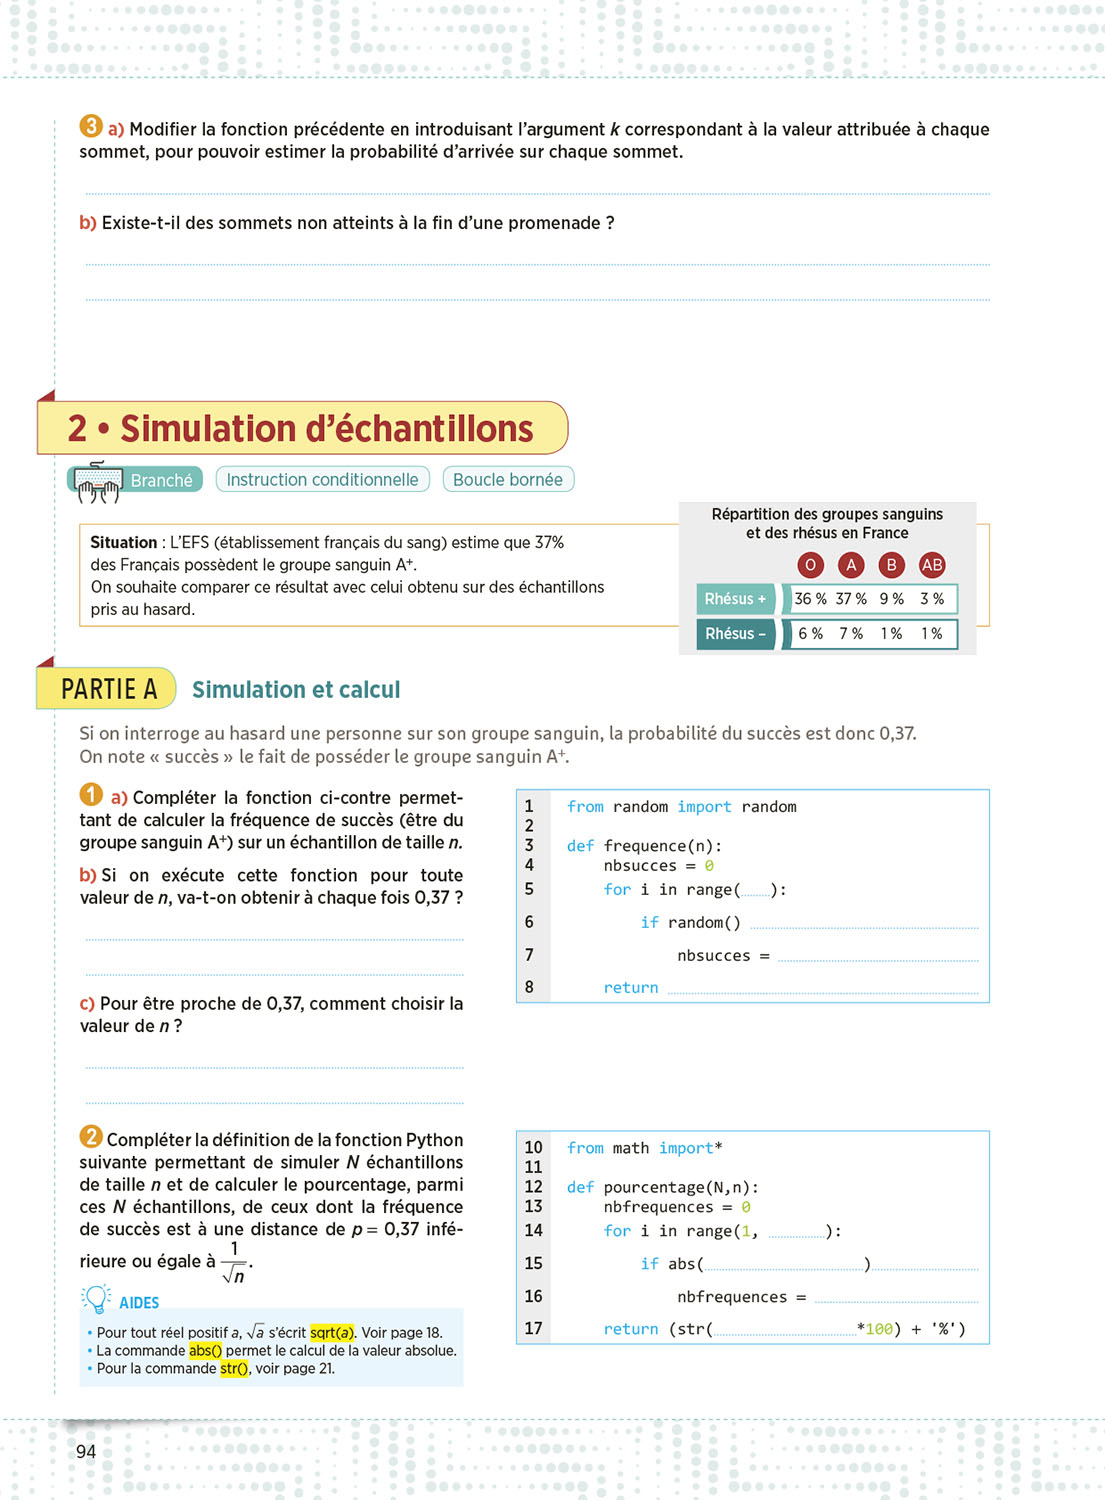 3 a) Modifier la fonction précédente en introduisant l'argument k correspondant à la valeur attribuée à chaque
sommet, pour pouvoir estimer la probabilité d'arrivée sur chaque sommet.
b) Existe-t-il des sommets non atteints à la fin d'une promenade ?
2 • Simulation d'échantillons
Branché
Instruction conditionnelle
Boucle bornée
Situation : L'EFS (établissement français du sang) estime que 37%
des Français possèdent le groupe sanguin A⁺.
On souhaite comparer ce résultat avec celui obtenu sur des échantillons
pris au hasard.
Répartition des groupes sanguins
et des rhésus en France
O A B AB
Rhésus + 36 % 37 % 9 % 3 %
Rhésus – 6 % 7 % 1 % 1 %
PARTIE A Simulation et calcul
Si on interroge au hasard une personne sur son groupe sanguin, la probabilité du succès est donc 0,37.
On note « succès » le fait de posséder le groupe sanguin A⁺.
1 a) Compléter la fonction ci-contre permet-
tant de calculer la fréquence de succès (être du
groupe sanguin A⁺) sur un échantillon de taille n.
b) Si on exécute cette fonction pour toute
valeur de n, va-t-on obtenir à chaque fois 0,37 ?
c) Pour être proche de 0,37, comment choisir la
valeur de n ?
1 from random import random
2
3 def frequence(n):
4 nbsucces = 0
5 for i in range(........):
6 if random() ........
7 nbsucces = ........
8 return ........
2 Compléter la définition de la fonction Python
suivante permettant de simuler N échantillons
de taille n et de calculer le pourcentage, parmi
ces N échantillons, de ceux dont la fréquence
de succès est à une distance de p = 0,37 infé-
rieure ou égale à 1/√n.
AIDES
• Pour tout réel positif a, √a s'écrit sqrt(a). Voir page 18.
• La commande abs() permet le calcul de la valeur absolue.
• Pour la commande str(), voir page 21.
10 from math import*
11
12 def pourcentage(N,n):
13 nbfrequences = 0
14 for i in range(1, ........):
15 if abs(........)........
16 nbfrequences = ........
17 return (str(........*100) + '%')
94